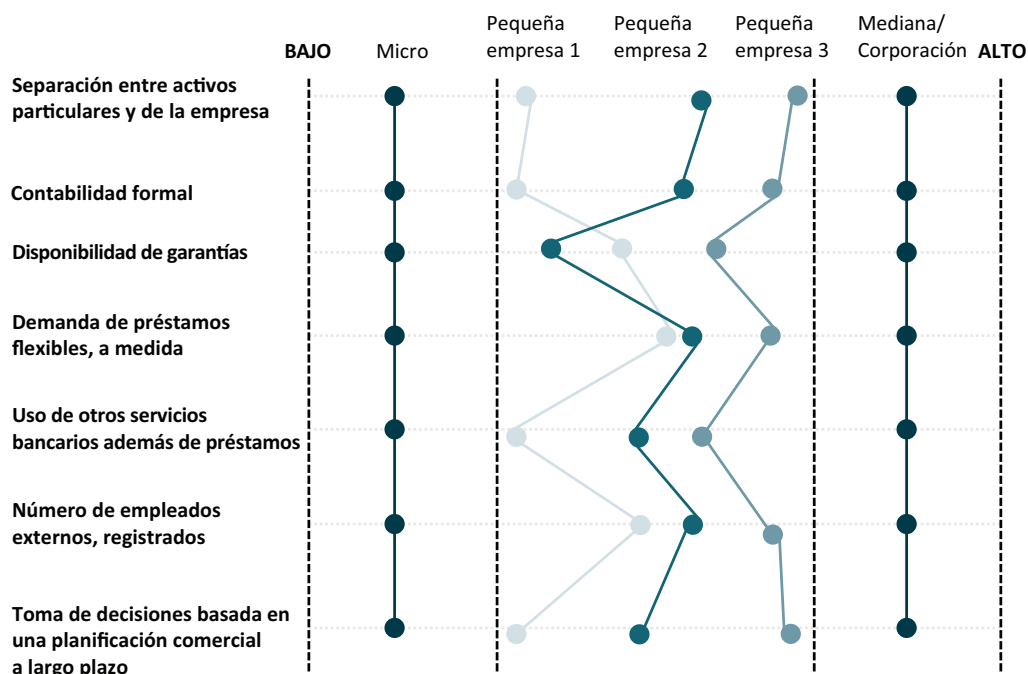 BAJO
Micro
Pequeña
empresa 1
Pequeña
empresa 2
Pequeña
empresa 3
Mediana/
Corporación
ALTO
Separación entre activos
particulares y de la empresa
Contabilidad formal
Disponibilidad de garantías
Demanda de préstamos
flexibles, a medida
Uso de otros servicios
bancarios además de préstamos
Número de empleados
externos, registrados
Toma de decisiones basada en
una planificación comercial
a largo plazo